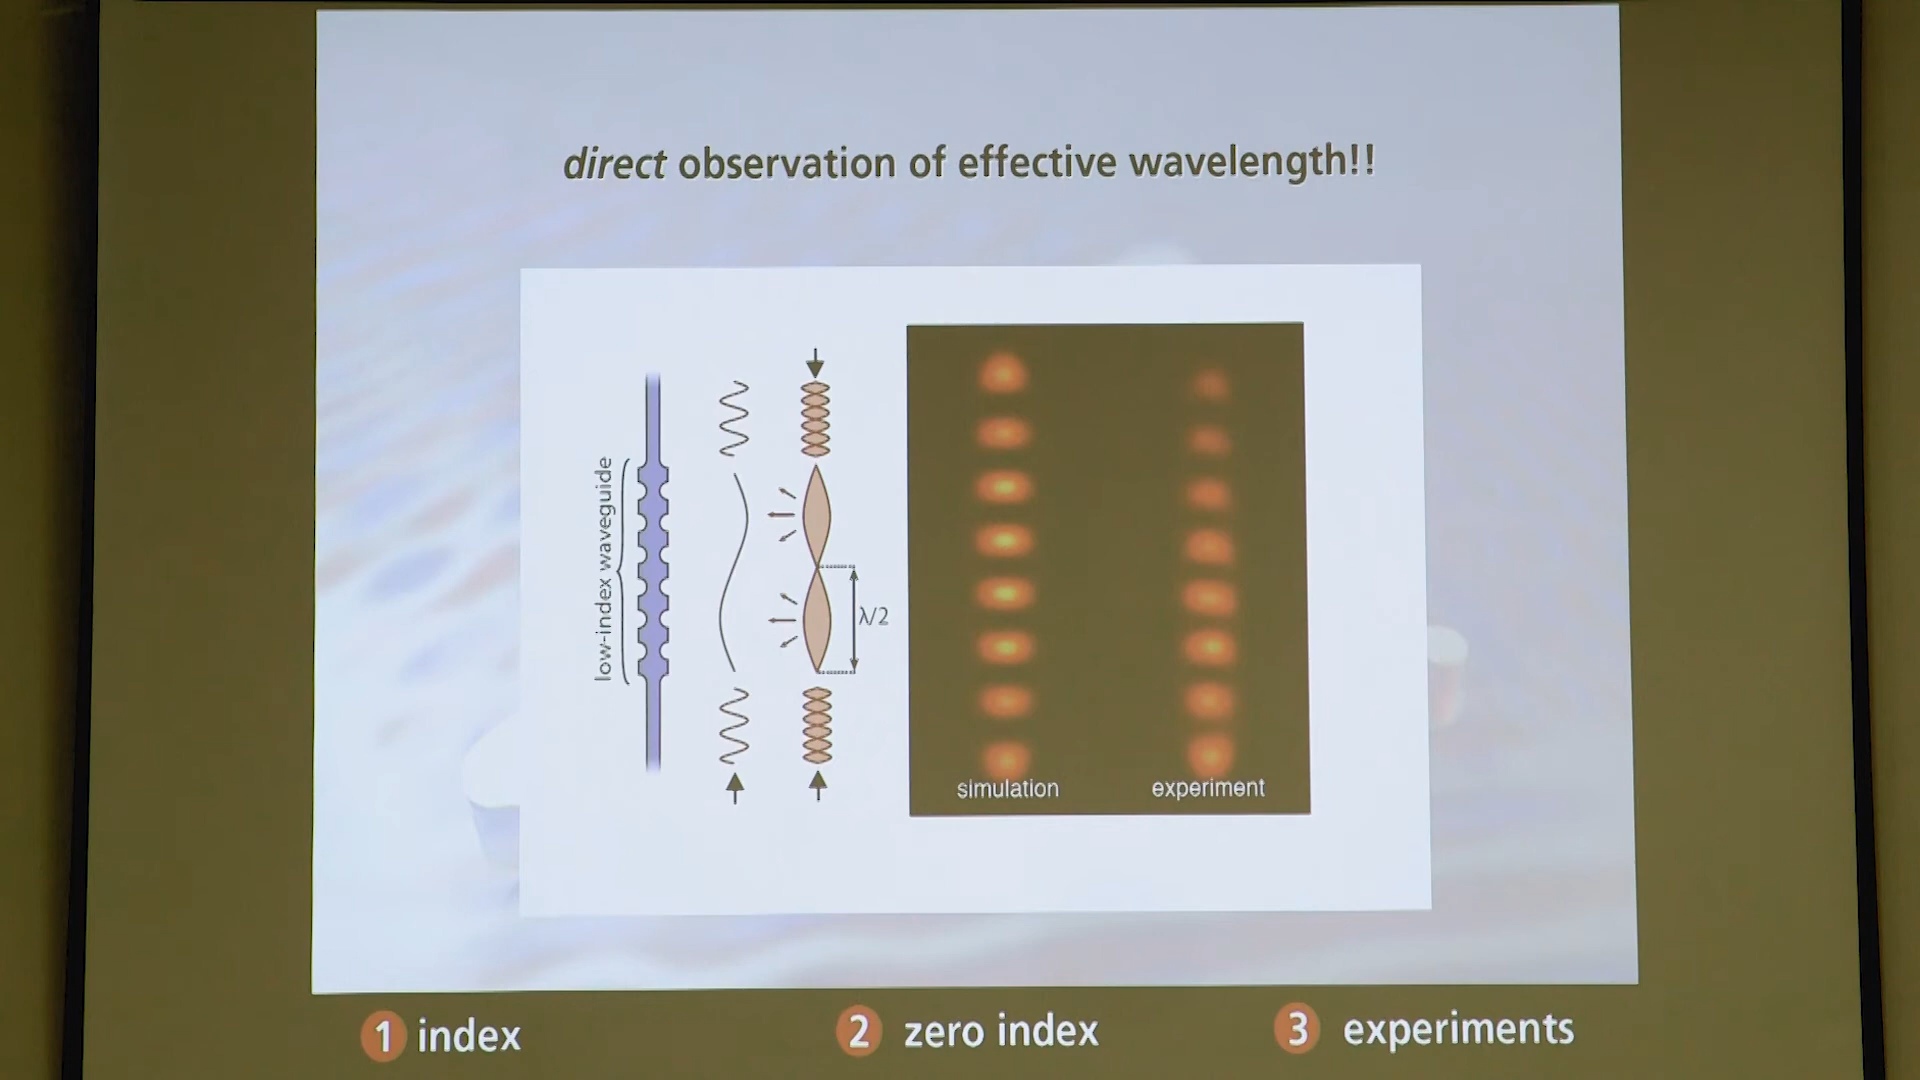 direct observation of effective wavelength!!
low-index waveguide
λ/2
simulation
experiment
1 index
2 zero index
3 experiments